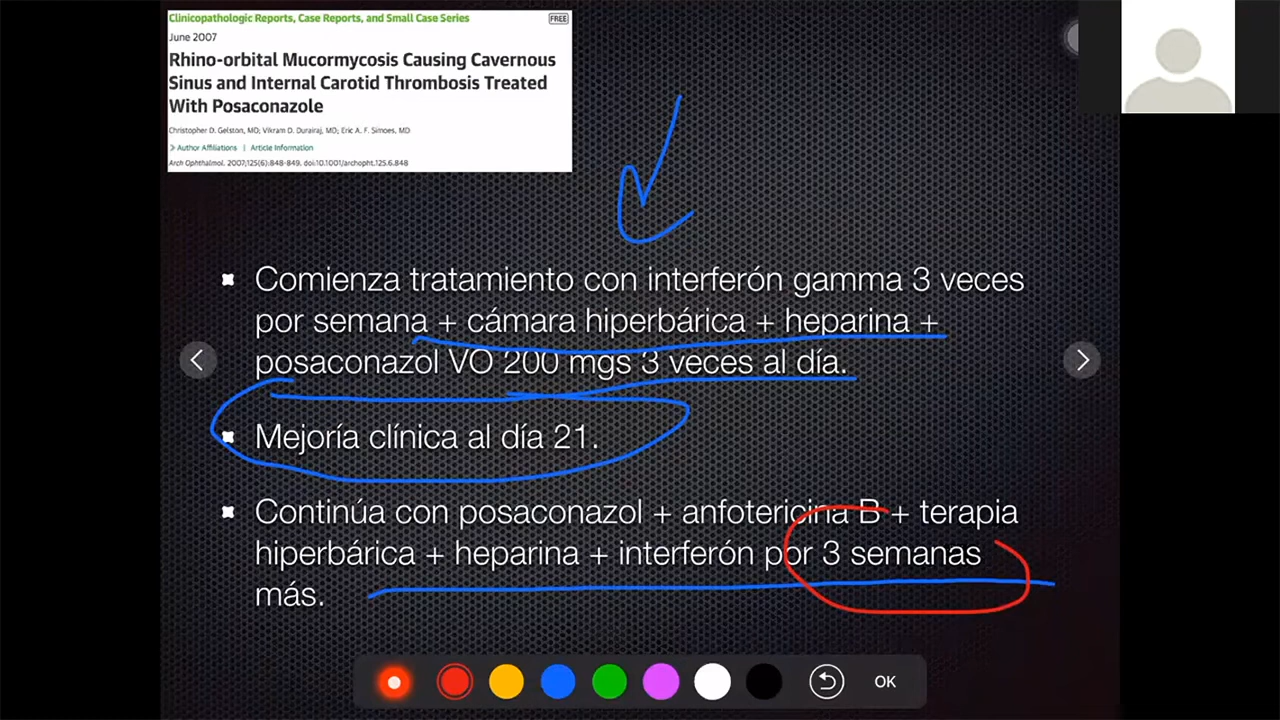 Clinicopathologic Reports, Case Reports, and Small Case Series
FREE
June 2007
Rhino-orbital Mucormycosis Causing Cavernous
Sinus and Internal Carotid Thrombosis Treated
With Posaconazole
Christopher D. Gelston, MD; Vikram D. Durairaj, MD; Eric A. F. Simoes, MD
> Author Affiliations | Article Information
Arch Ophthalmol. 2007;125(6):848-849. doi:10.1001/archopht.125.6.848
Comienza tratamiento con interferón gamma 3 veces
por semana + cámara hiperbárica + heparina +
posaconazol VO 200 mgs 3 veces al día.
Mejoría clínica al día 21.
Continúa con posaconazol + anfotericina B + terapia
hiperbárica + heparina + interferón por 3 semanas
más.
OK